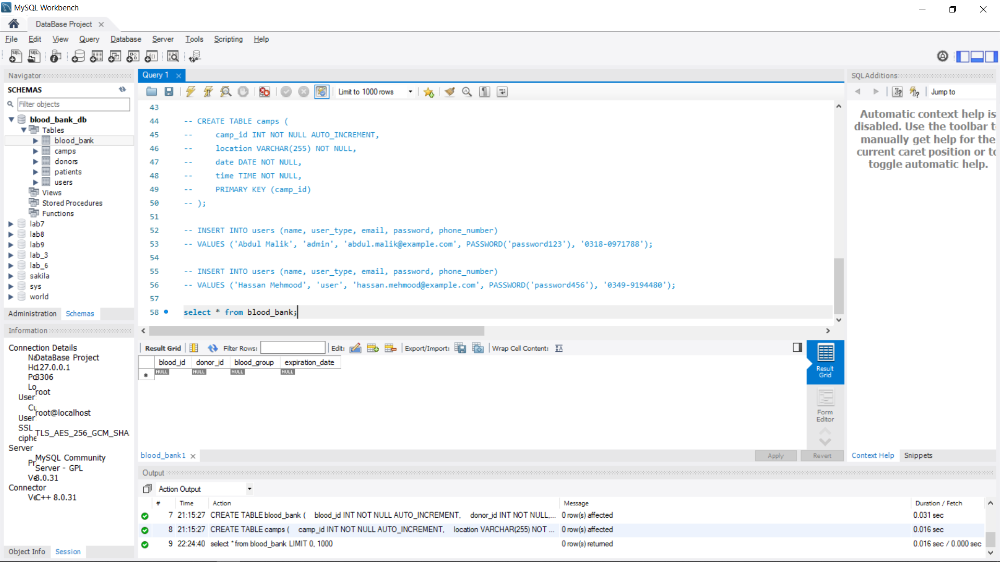 MySQL Workbench
DataBase Project
File Edit View Query Database Server Tools Scripting Help
Navigator
SCHEMAS
Filter objects
blood_bank_db
Tables
blood_bank
camps
donors
patients
users
Views
Stored Procedures
Functions
lab7
lab8
lab9
lab_3
lab_6
sakila
sys
world
Administration Schemas
Information
Connection Details
DataBase Project
127.0.0.1
3306
root
User
root@localhost
User
SSL
TLS_AES_256_GCM_SHA
Server
MySQL Community
Server - GPL
8.0.31
Connector
C++ 8.0.31
Object Info Session
Query 1
Limit to 1000 rows
43
44 -- CREATE TABLE camps (
45 -- camp_id INT NOT NULL AUTO_INCREMENT,
46 -- location VARCHAR(255) NOT NULL,
47 -- date DATE NOT NULL,
48 -- time TIME NOT NULL,
49 -- PRIMARY KEY (camp_id)
50 -- );
51
52 -- INSERT INTO users (name, user_type, email, password, phone_number)
53 -- VALUES ('Abdul Malik', 'admin', 'abdul.malik@example.com', PASSWORD('password123'), '0318-0971788');
54
55 -- INSERT INTO users (name, user_type, email, password, phone_number)
56 -- VALUES ('Hassan Mehmood', 'user', 'hassan.mehmood@example.com', PASSWORD('password456'), '0349-9194480');
57
58 select * from blood_bank;
Result Grid Filter Rows: Edit: Export/Import: Wrap Cell Content:
blood_id donor_id blood_group expiration_date
NULL NULL NULL NULL
Result
Grid
Form
Editor
blood_bank1 Apply Revert
SQLAdditions
Jump to
Automatic context help is
disabled. Use the toolbar
manually get help for the
current caret position or
toggle automatic help.
Context Help Snippets
Output
Action Output
# Time Action Message Duration / Fetch
7 21:15:27 CREATE TABLE blood_bank ( blood_id INT NOT NULL AUTO_INCREMENT, donor_id INT NOT NULL,... 0 row(s) affected 0.031 sec
8 21:15:27 CREATE TABLE camps ( camp_id INT NOT NULL AUTO_INCREMENT, location VARCHAR(255) NOT ... 0 row(s) affected 0.016 sec
9 22:24:40 select * from blood_bank LIMIT 0, 1000 0 row(s) returned 0.016 sec / 0.000 sec